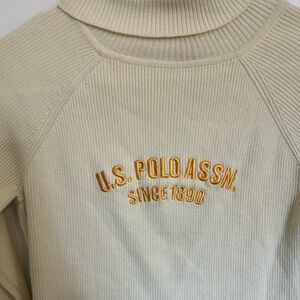 U.S. POLO ASSN.
SINCE 1890